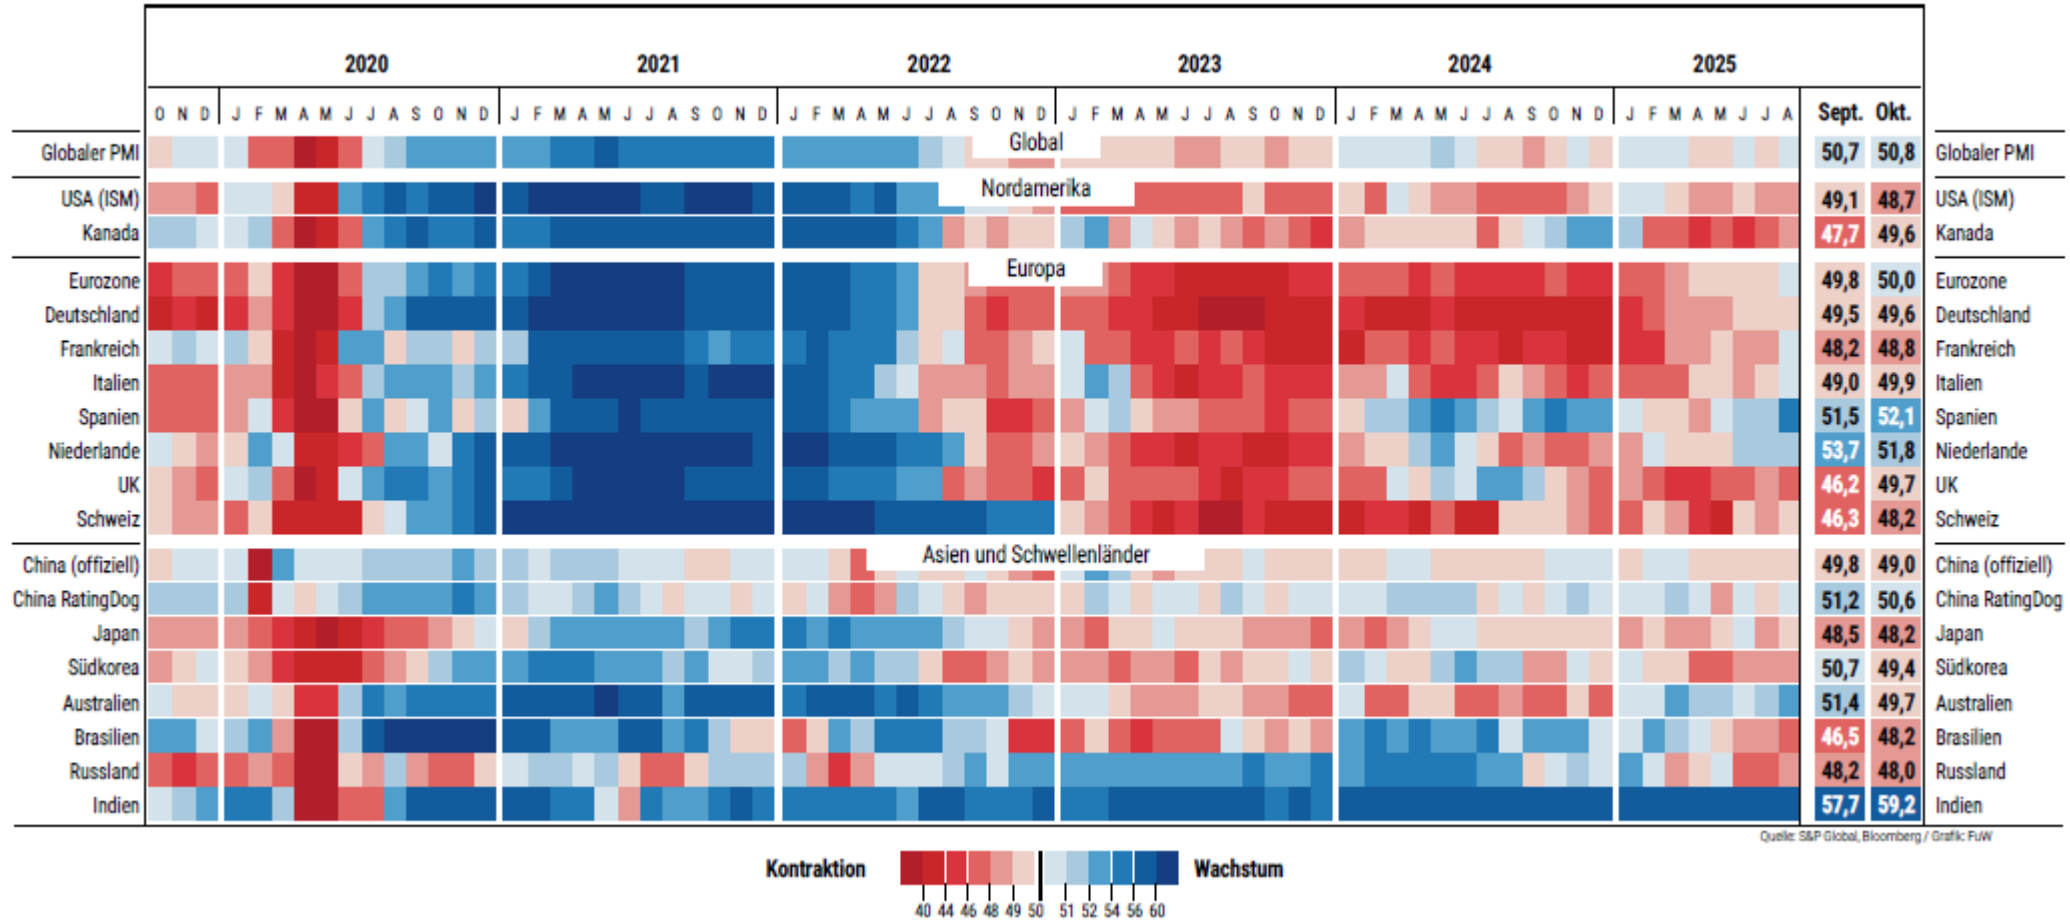 2020 2021 2022 2023 2024 2025
O N D J F M A M J J A S O N D J F M A M J J A S O N D J F M A M J J A S O N D J F M A M J J A S O N D J F M A M J J A S O N D J F M A M J J A Sept. Okt.
Global
Globaler PMI 50,7 50,8 Globaler PMI
Nordamerika
USA (ISM) 49,1 48,7 USA (ISM)
Kanada 47,7 49,6 Kanada
Europa
Eurozone 49,8 50,0 Eurozone
Deutschland 49,5 49,6 Deutschland
Frankreich 48,2 48,8 Frankreich
Italien 49,0 49,9 Italien
Spanien 51,5 52,1 Spanien
Niederlande 53,7 51,8 Niederlande
UK 46,2 49,7 UK
Schweiz 46,3 48,2 Schweiz
Asien und Schwellenländer
China (offiziell) 49,8 49,0 China (offiziell)
China RatingDog 51,2 50,6 China RatingDog
Japan 48,5 48,2 Japan
Südkorea 50,7 49,4 Südkorea
Australien 51,4 49,7 Australien
Brasilien 46,5 48,2 Brasilien
Russland 48,2 48,0 Russland
Indien 57,7 59,2 Indien
Quelle: S&P Global, Bloomberg / Grafik: FuW
Kontraktion Wachstum
40 44 46 48 49 50 51 52 54 56 60